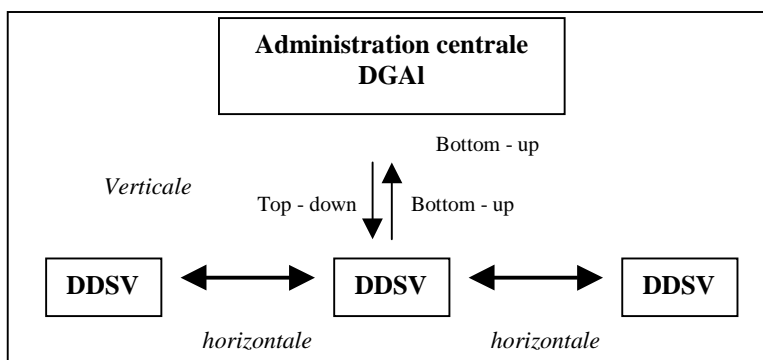 Administration centrale
DGAl
Bottom - up
Verticale
Top - down
Bottom - up
DDSV
DDSV
DDSV
horizontale
horizontale